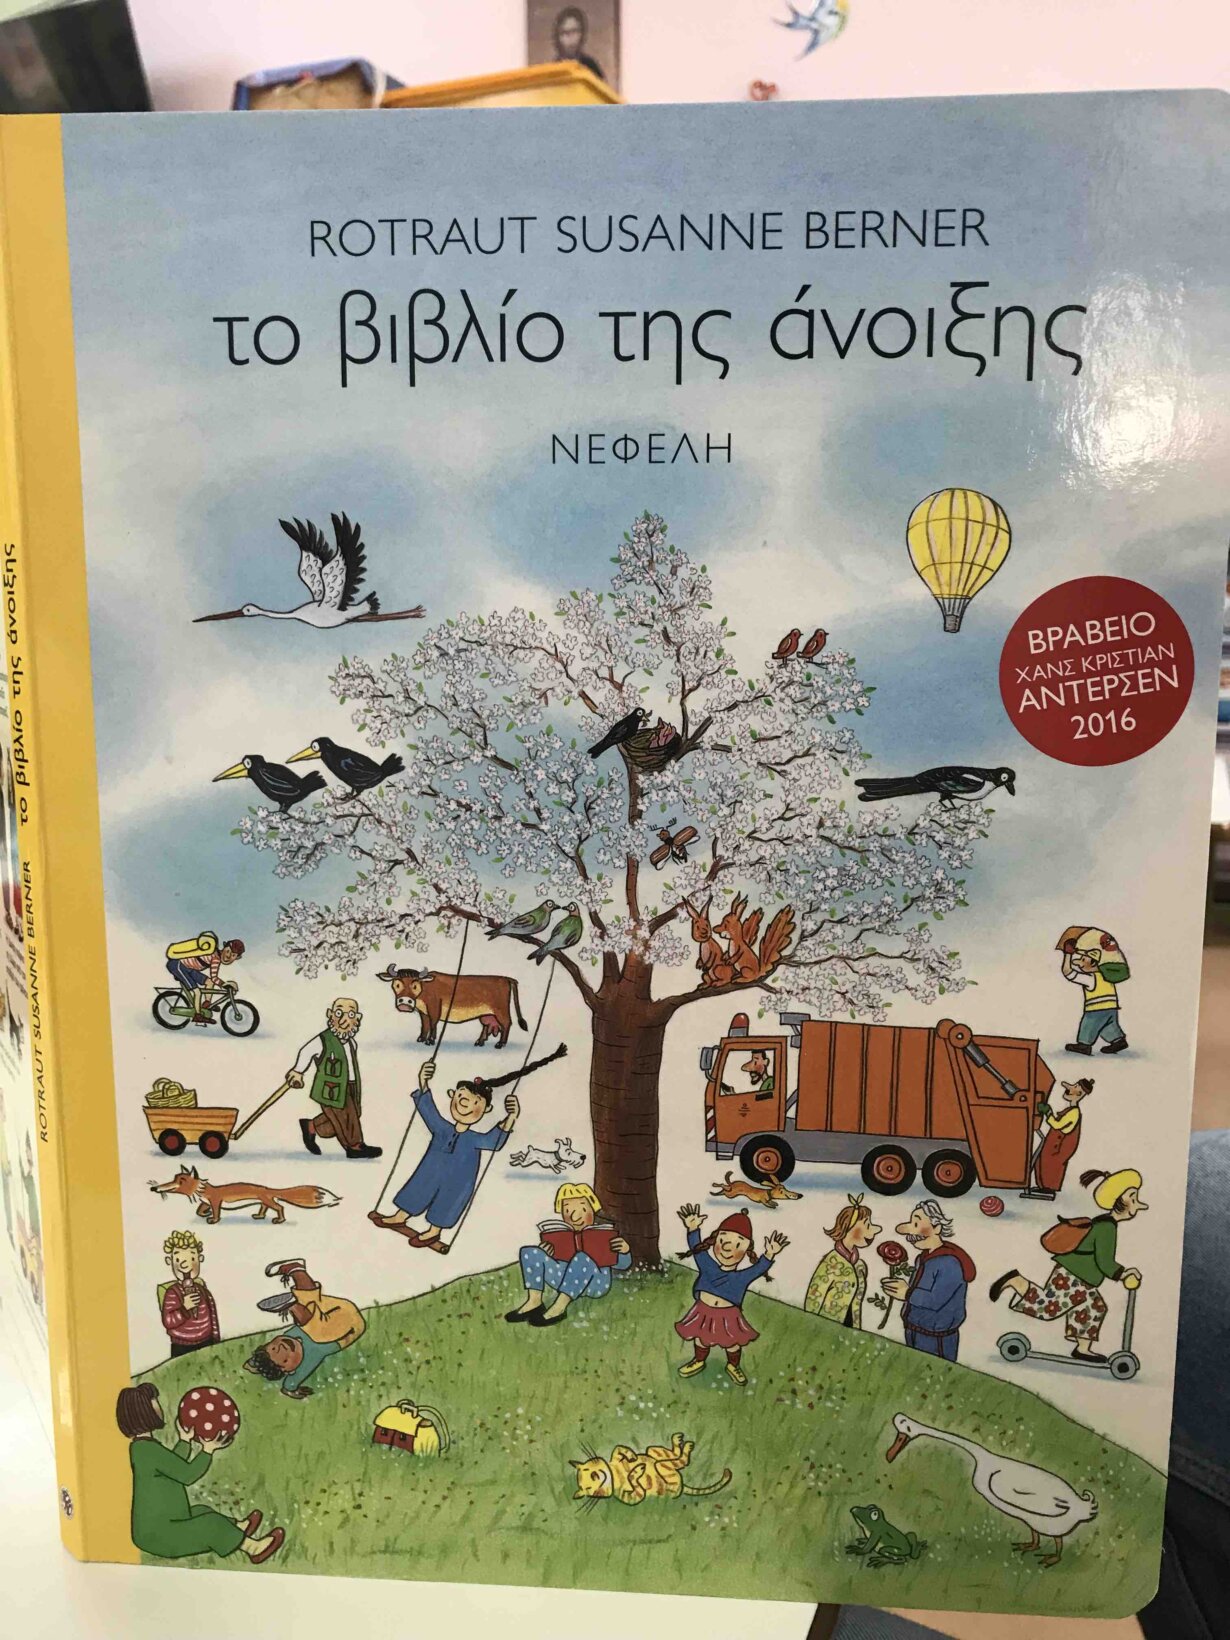 ROTRAUT SUSANNE BERNER
το βιβλίο της άνοιξης
ΝΕΦΕΛΗ
ΒΡΑΒΕΙΟ
ΧΑΝΣ ΚΡΙΣΤΙΑΝ
ΑΝΤΕΡΣΕΝ
2016
ROTRAUT SUSANNE BERNER το βιβλίο της άνοιξης